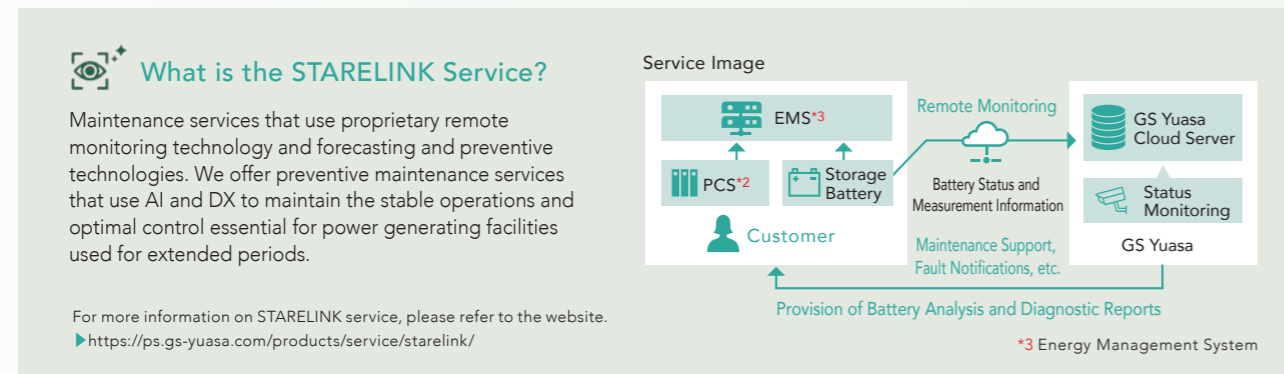 What is the STARELINK Service?
Maintenance services that use proprietary remote
monitoring technology and forecasting and preventive
technologies. We offer preventive maintenance services
that use AI and DX to maintain the stable operations and
optimal control essential for power generating facilities
used for extended periods.
For more information on STARELINK service, please refer to the website.
▶https://ps.gs-yuasa.com/products/service/starelink/
Service Image
EMS*3
PCS*2
Storage
Battery
Customer
Remote Monitoring
Battery Status and
Measurement Information
Maintenance Support,
Fault Notifications, etc.
GS Yuasa
Cloud Server
Status
Monitoring
GS Yuasa
Provision of Battery Analysis and Diagnostic Reports
*3 Energy Management System